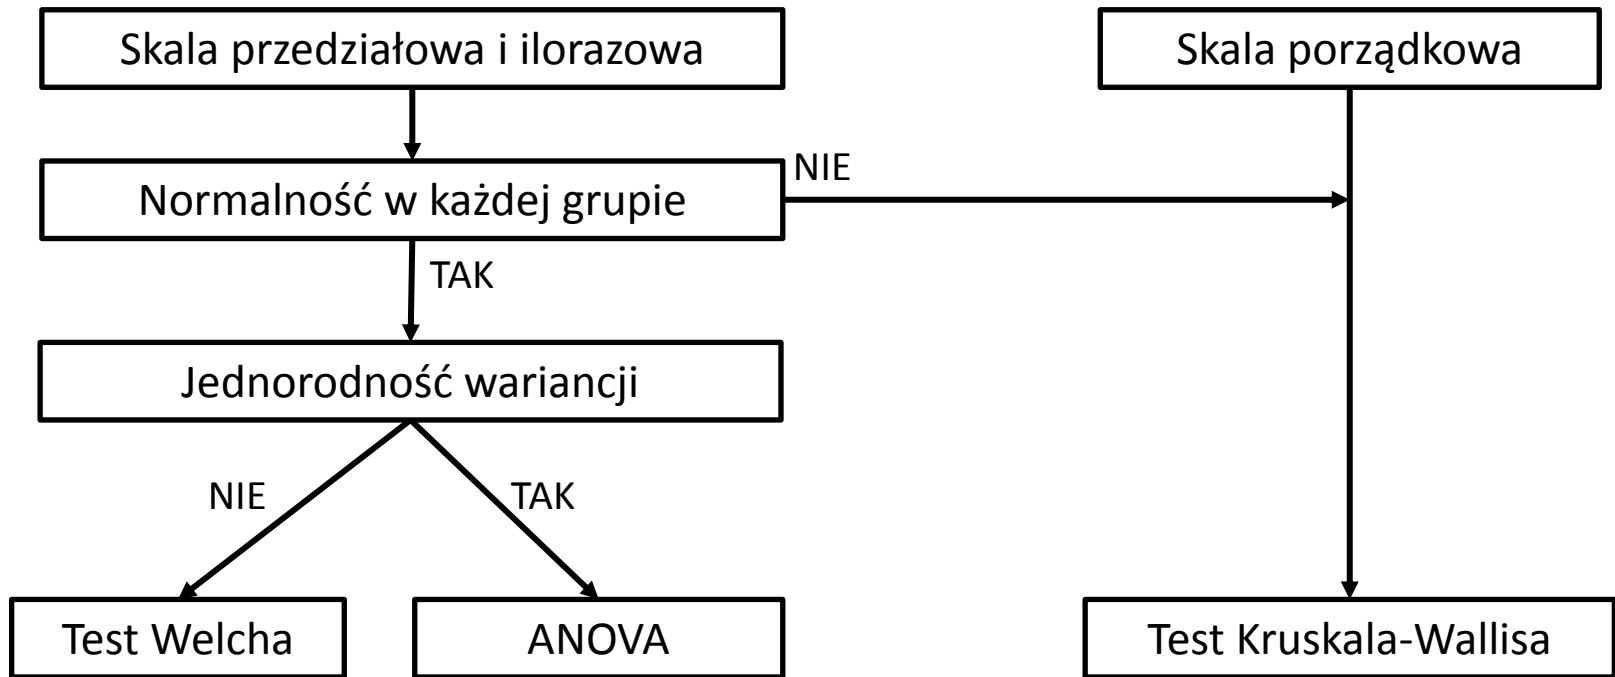 Skala przedziałowa i ilorazowa
Skala porządkowa
NIE
Normalność w każdej grupie
TAK
Jednorodność wariancji
NIE
TAK
Test Welcha
ANOVA
Test Kruskala-Wallisa